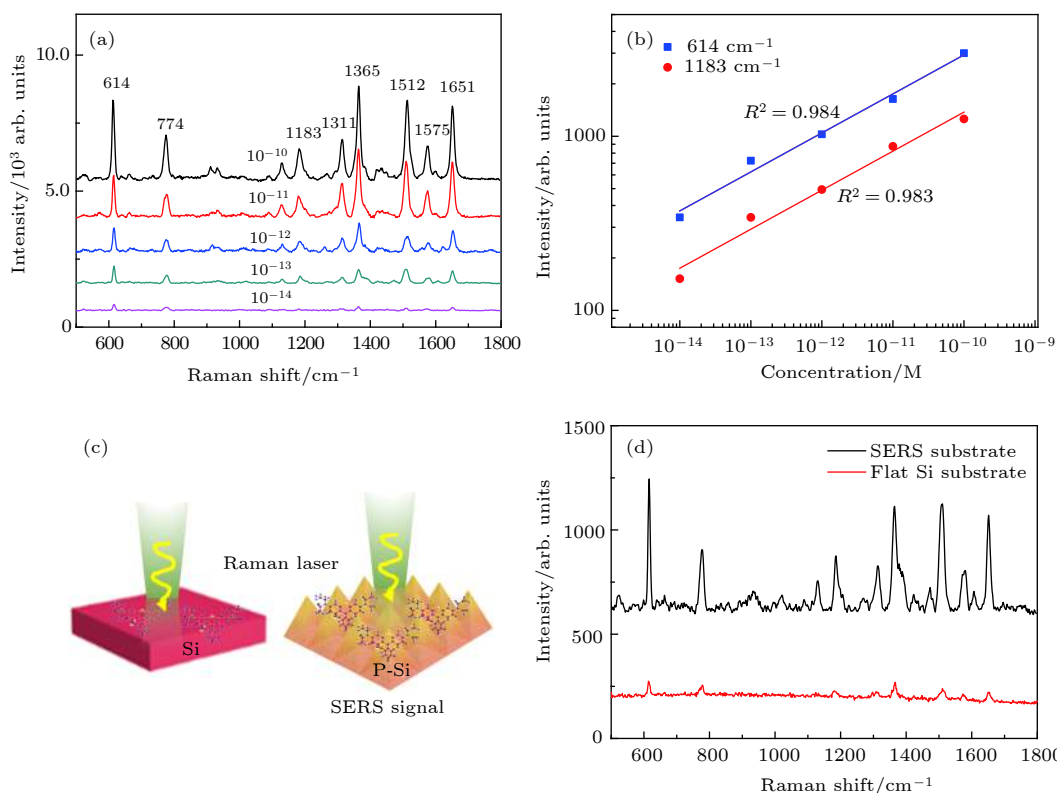 (a)
10.0
5.0
0
Intensity/10³ arb. units
614
774
1183
1311
1365
1512
1575
1651
10⁻¹⁰
10⁻¹¹
10⁻¹²
10⁻¹³
10⁻¹⁴
600 800 1000 1200 1400 1600 1800
Raman shift/cm⁻¹
(b)
614 cm⁻¹
1183 cm⁻¹
R² = 0.984
R² = 0.983
1000
100
Intensity/arb. units
10⁻¹⁴ 10⁻¹³ 10⁻¹² 10⁻¹¹ 10⁻¹⁰ 10⁻⁹
Concentration/M
(c)
Raman laser
Si
P-Si
SERS signal
(d)
SERS substrate
Flat Si substrate
1500
1000
500
0
Intensity/arb. units
600 800 1000 1200 1400 1600 1800
Raman shift/cm⁻¹